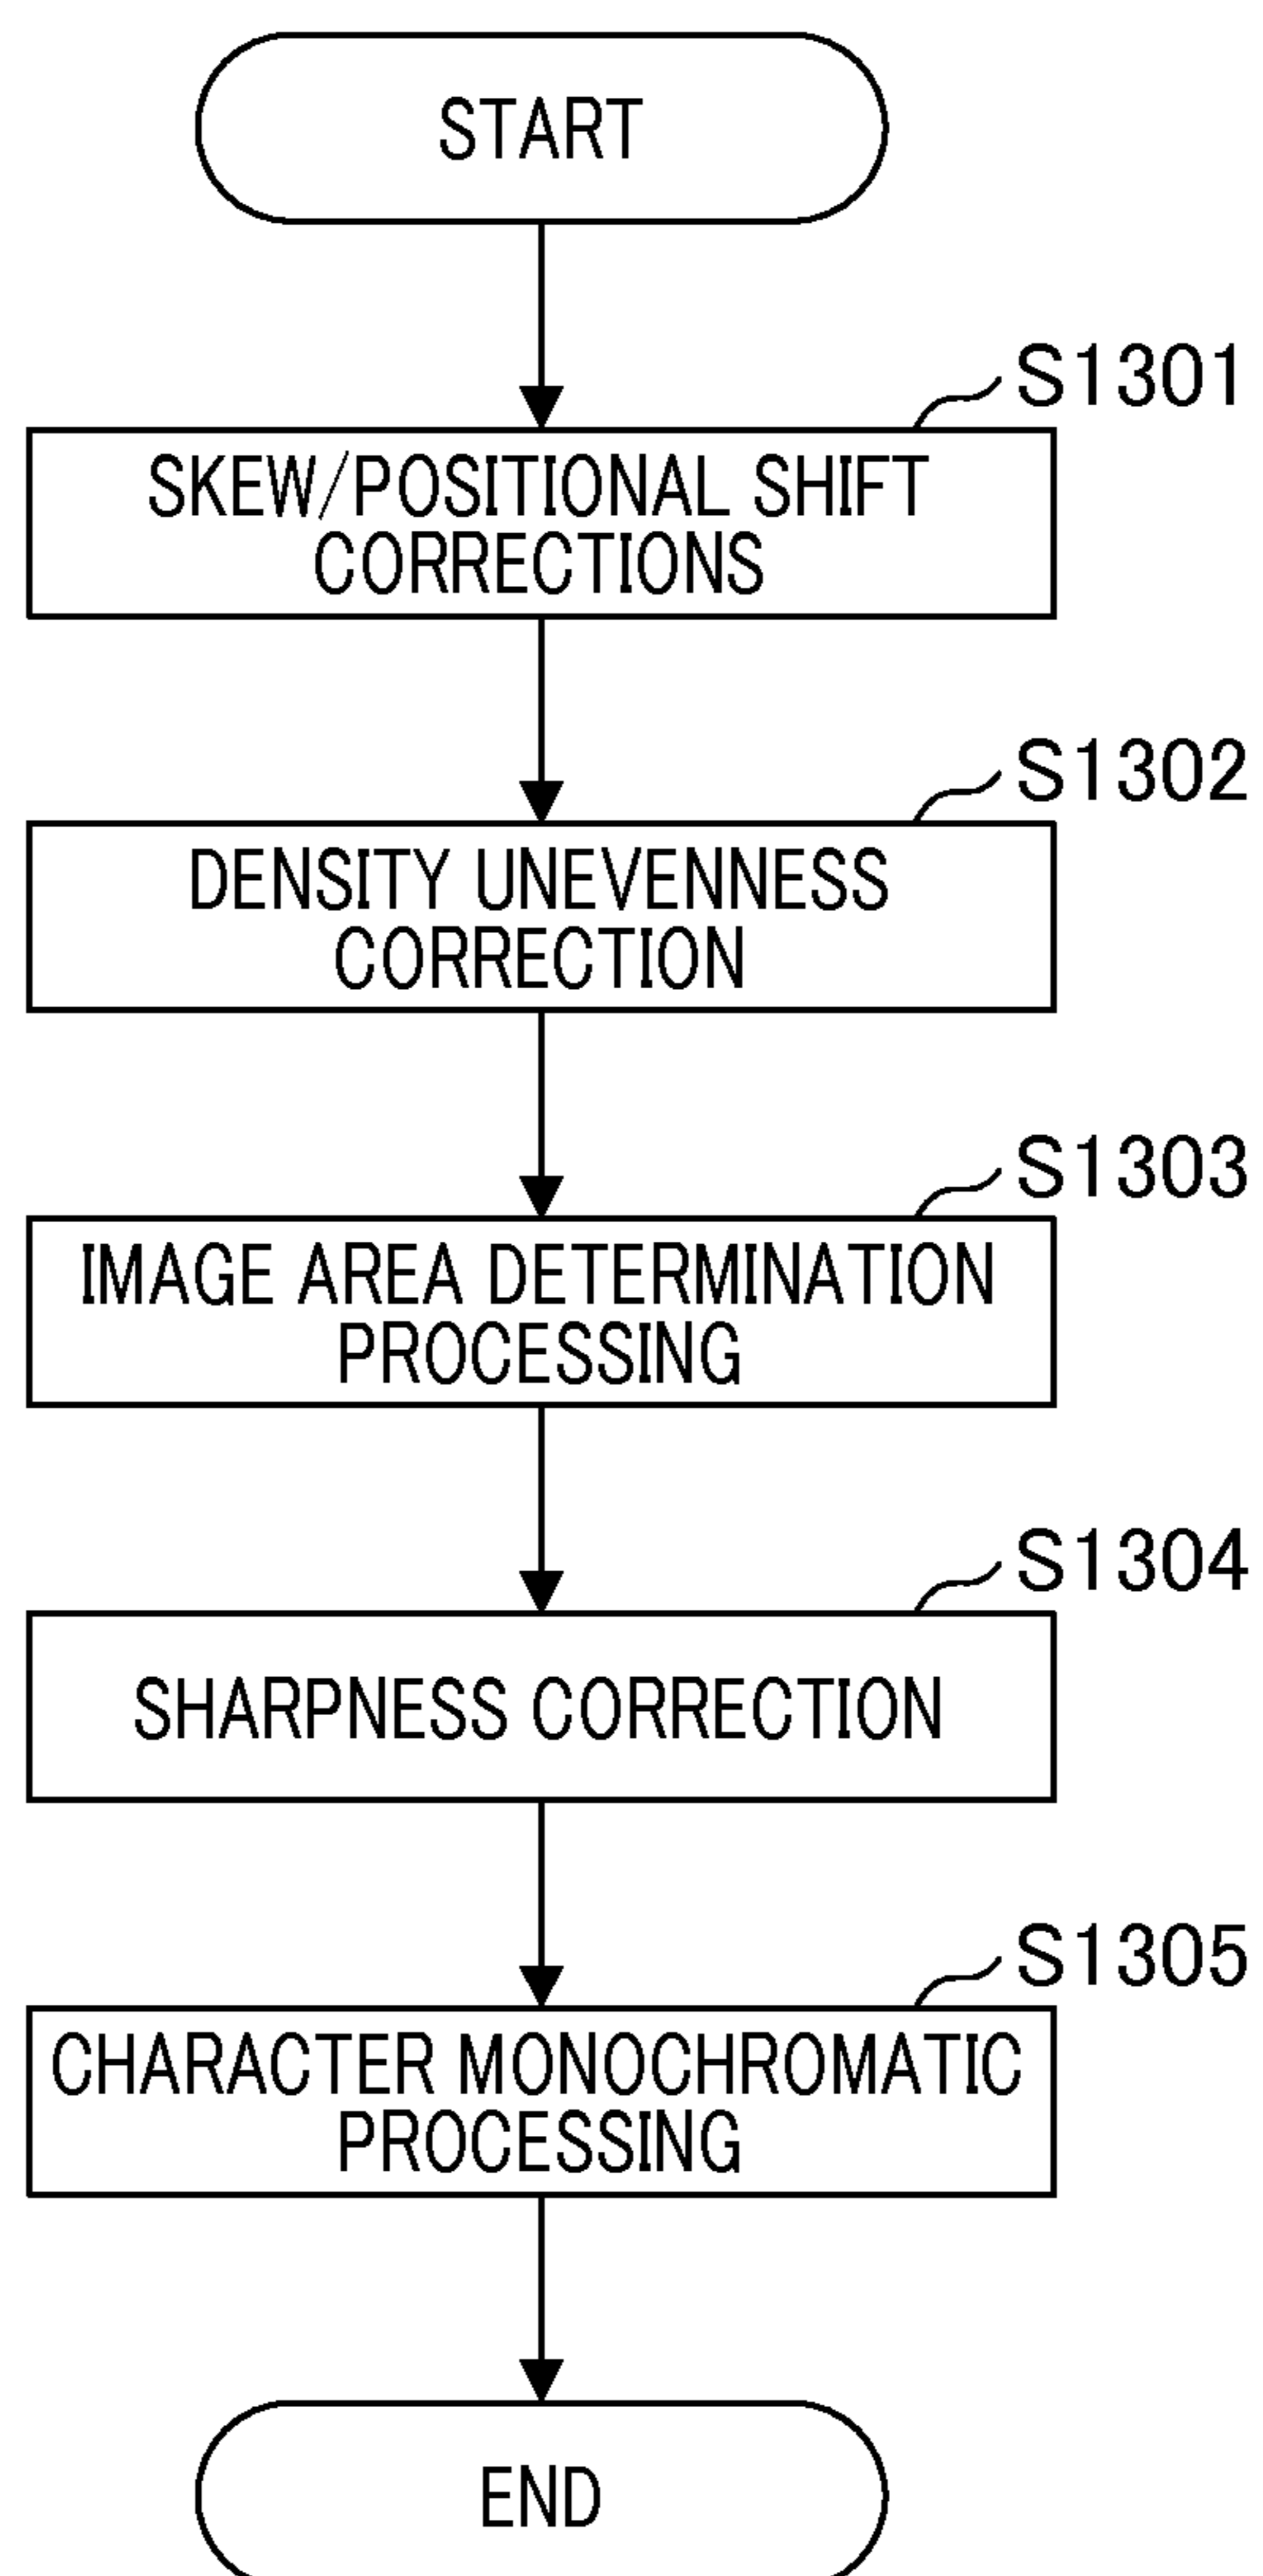 START
S1301
SKEW/POSITIONAL SHIFT
CORRECTIONS
S1302
DENSITY UNEVENNESS
CORRECTION
S1303
IMAGE AREA DETERMINATION
PROCESSING
S1304
SHARPNESS CORRECTION
S1305
CHARACTER MONOCHROMATIC
PROCESSING
END